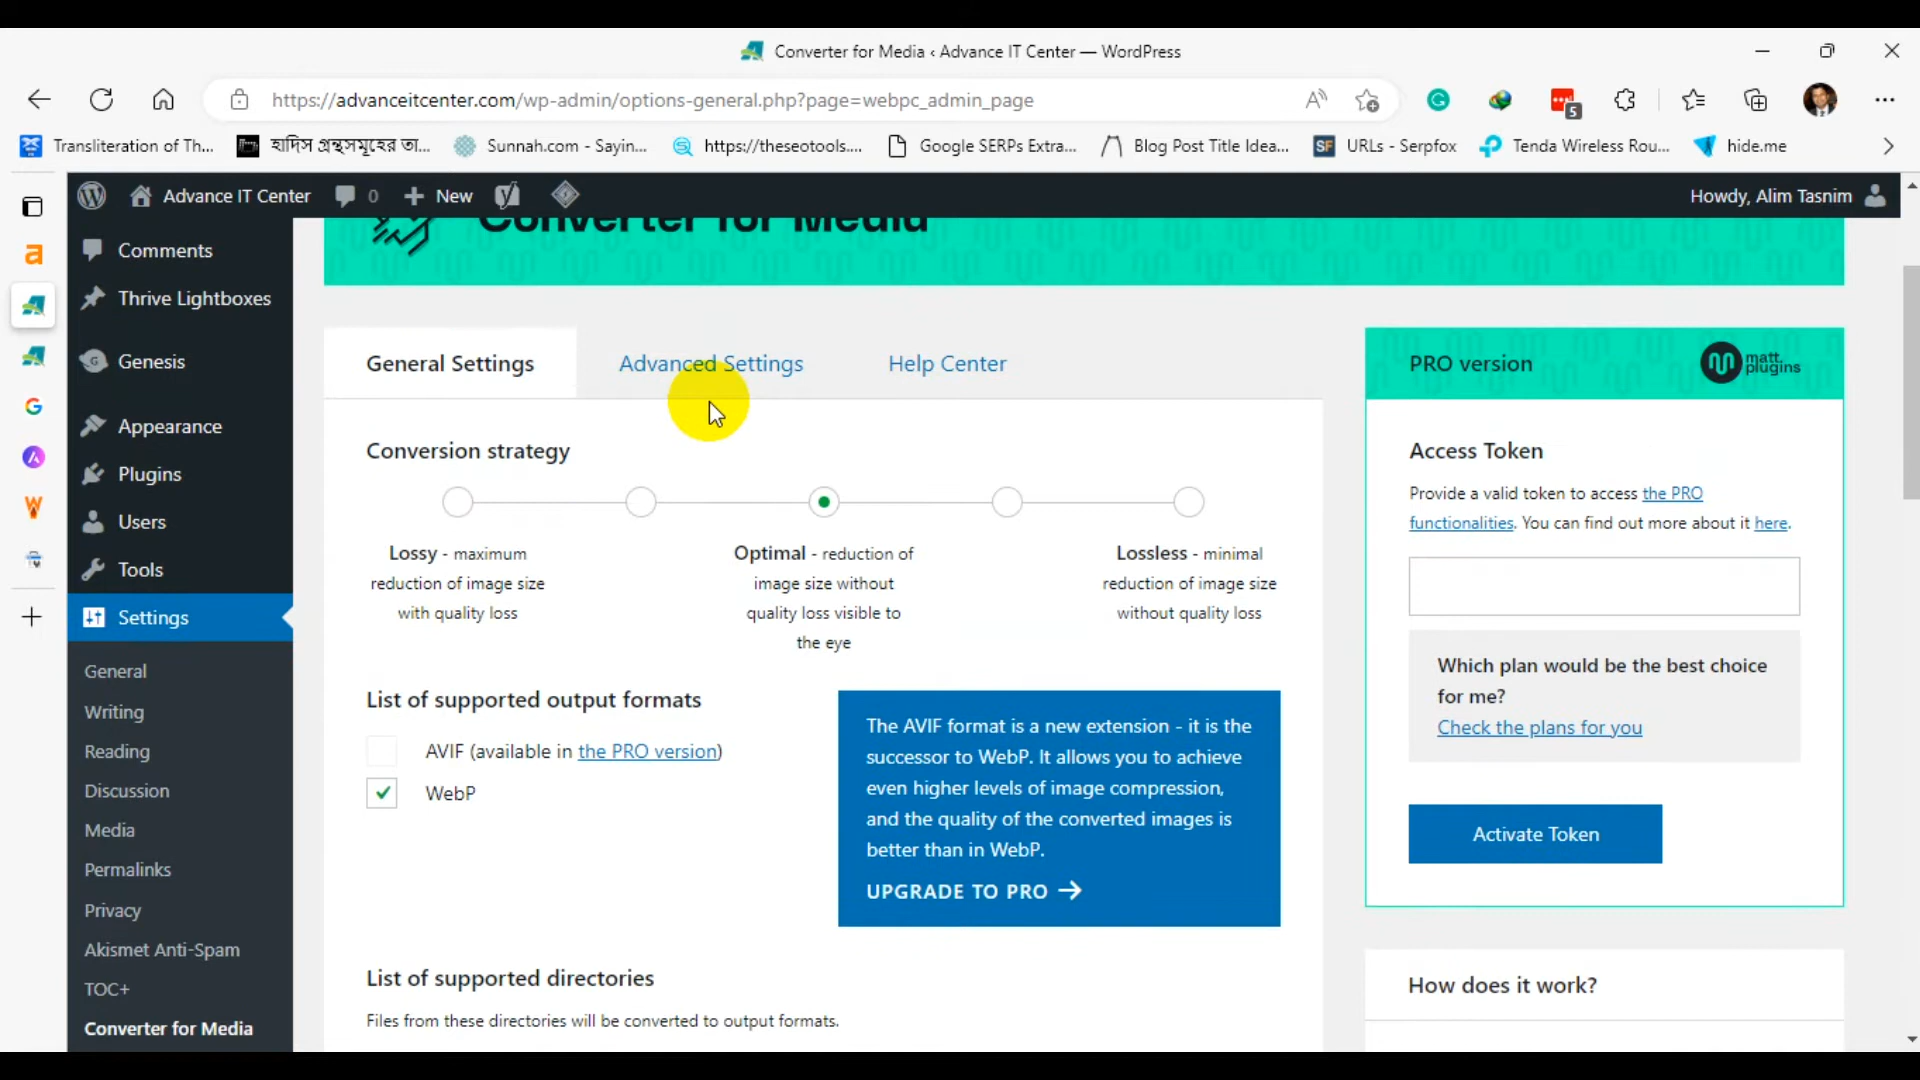 Converter for Media ‹ Advance IT Center — WordPress
https://advanceitcenter.com/wp-admin/options-general.php?page=webpc_admin_page
5
Transliteration of Th...
হাদিস গ্রন্থসমূহের তা...
Sunnah.com - Sayin...
https://theseotools....
Google SERPs Extra...
Blog Post Title Idea...
SF
URLs - Serpfox
Tenda Wireless Rou...
hide.me
Advance IT Center
0
New
Howdy, Alim Tasnim
Comments
Thrive Lightboxes
Genesis
Appearance
Plugins
Users
Tools
Settings
General
Writing
Reading
Discussion
Media
Permalinks
Privacy
Akismet Anti-Spam
TOC+
Converter for Media
Converter for Media
General Settings
Advanced Settings
Help Center
Conversion strategy
Lossy - maximum
reduction of image size
with quality loss
Optimal - reduction of
image size without
quality loss visible to
the eye
Lossless - minimal
reduction of image size
without quality loss
List of supported output formats
AVIF (available in the PRO version)
WebP
The AVIF format is a new extension - it is the
successor to WebP. It allows you to achieve
even higher levels of image compression,
and the quality of the converted images is
better than in WebP.
UPGRADE TO PRO →
List of supported directories
Files from these directories will be converted to output formats.
PRO version
matt
plugins
Access Token
Provide a valid token to access the PRO
functionalities. You can find out more about it here.
Which plan would be the best choice
for me?
Check the plans for you
Activate Token
How does it work?